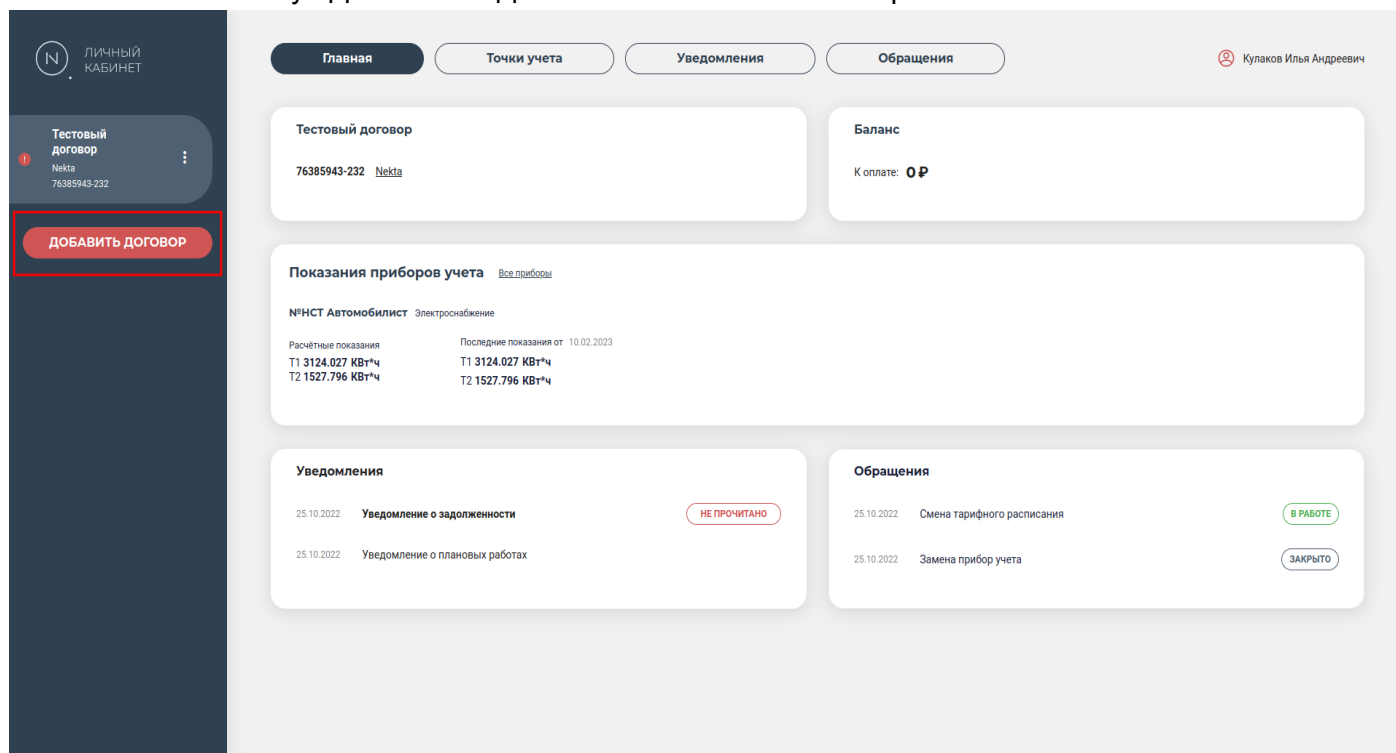 ЛИЧНЫЙ
КАБИНЕТ
Главная
Точки учета
Уведомления
Обращения
Кулаков Илья Андреевич
Тестовый
договор
Nekta
76385943-232
ДОБАВИТЬ ДОГОВОР
Тестовый договор
76385943-232 Nekta
Баланс
К оплате: 0 ₽
Показания приборов учета Все приборы
№НСТ Автомобилист Электроснабжение
Расчётные показания
T1 3124.027 КВт*ч
T2 1527.796 КВт*ч
Последние показания от 10.02.2023
T1 3124.027 КВт*ч
T2 1527.796 КВт*ч
Уведомления
25.10.2022 Уведомление о задолженности НЕ ПРОЧИТАНО
25.10.2022 Уведомление о плановых работах
Обращения
25.10.2022 Смена тарифного расписания В РАБОТЕ
25.10.2022 Замена прибор учета ЗАКРЫТО